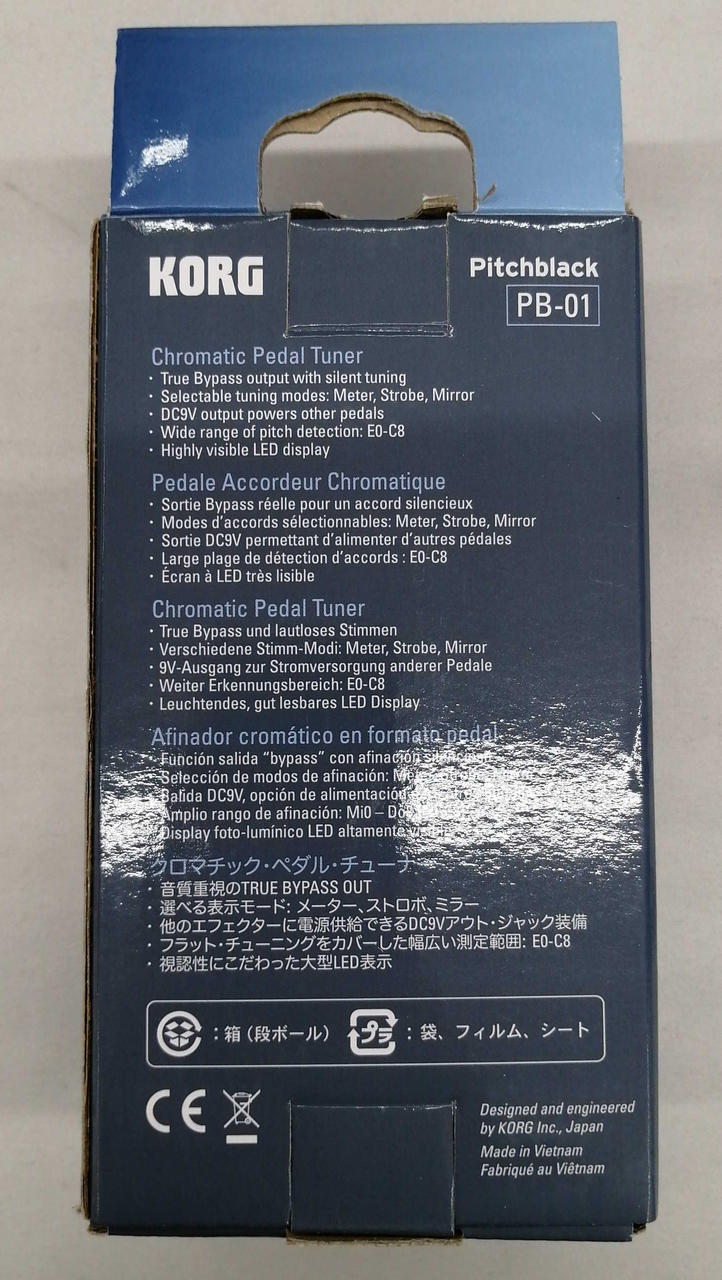 KORG
Pitchblack
PB-01
Chromatic Pedal Tuner
· True Bypass output with silent tuning
· Selectable tuning modes: Meter, Strobe, Mirror
· DC9V output powers other pedals
· Wide range of pitch detection: E0-C8
· Highly visible LED display
Pedale Accordeur Chromatique
· Sortie Bypass réelle pour un accord silencieux
· Modes d'accords sélectionnables: Meter, Strobe, Mirror
· Sortie DC9V permettant d'alimenter d'autres pédales
· Large plage de détection d'accords : E0-C8
· Écran à LED très lisible
Chromatic Pedal Tuner
· True Bypass und lautloses Stimmen
· Verschiedene Stimm-Modi: Meter, Strobe, Mirror
· 9V-Ausgang zur Stromversorgung anderer Pedale
· Weiter Erkennungsbereich: E0-C8
· Leuchtendes, gut lesbares LED Display
Afinador cromático en formato pedal
Función salida “bypass” con afinación
Selección de modos de afinación:
Salida DC9V, opción de alimentación
Amplio rango de afinación: Mi0 –
Display foto-lumínico LED altamente
クロマチック・ペダル・チューナー
· 音質重視のTRUE BYPASS OUT
· 選べる表示モード: メーター、ストロボ、ミラー
· 他のエフェクターに電源供給できるDC9Vアウト・ジャック装備
· フラット・チューニングをカバーした幅広い測定範囲: E0-C8
· 視認性にこだわった大型LED表示
：箱（段ボール） プラ ：袋、フィルム、シート
CE
Designed and engineered
by KORG Inc., Japan
Made in Vietnam
Fabriqué au Viêtnam